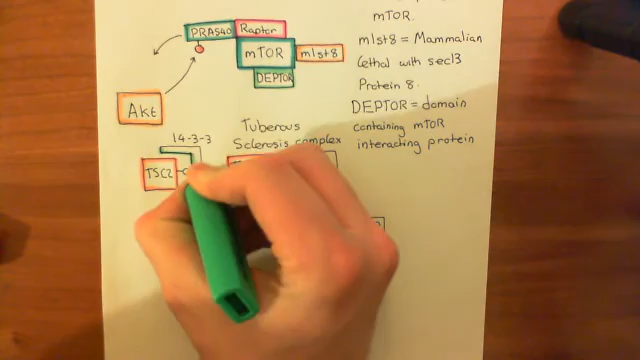 mTOR.
mlst8 = Mammalian
lethal with sec13
Protein 8.
DEPTOR = domain
containing mTOR
interacting protein
PRAS40
Raptor
mTOR
mlst8
DEPTOR
Akt
Tuberous
Sclerosis complex
14-3-3
TSC2